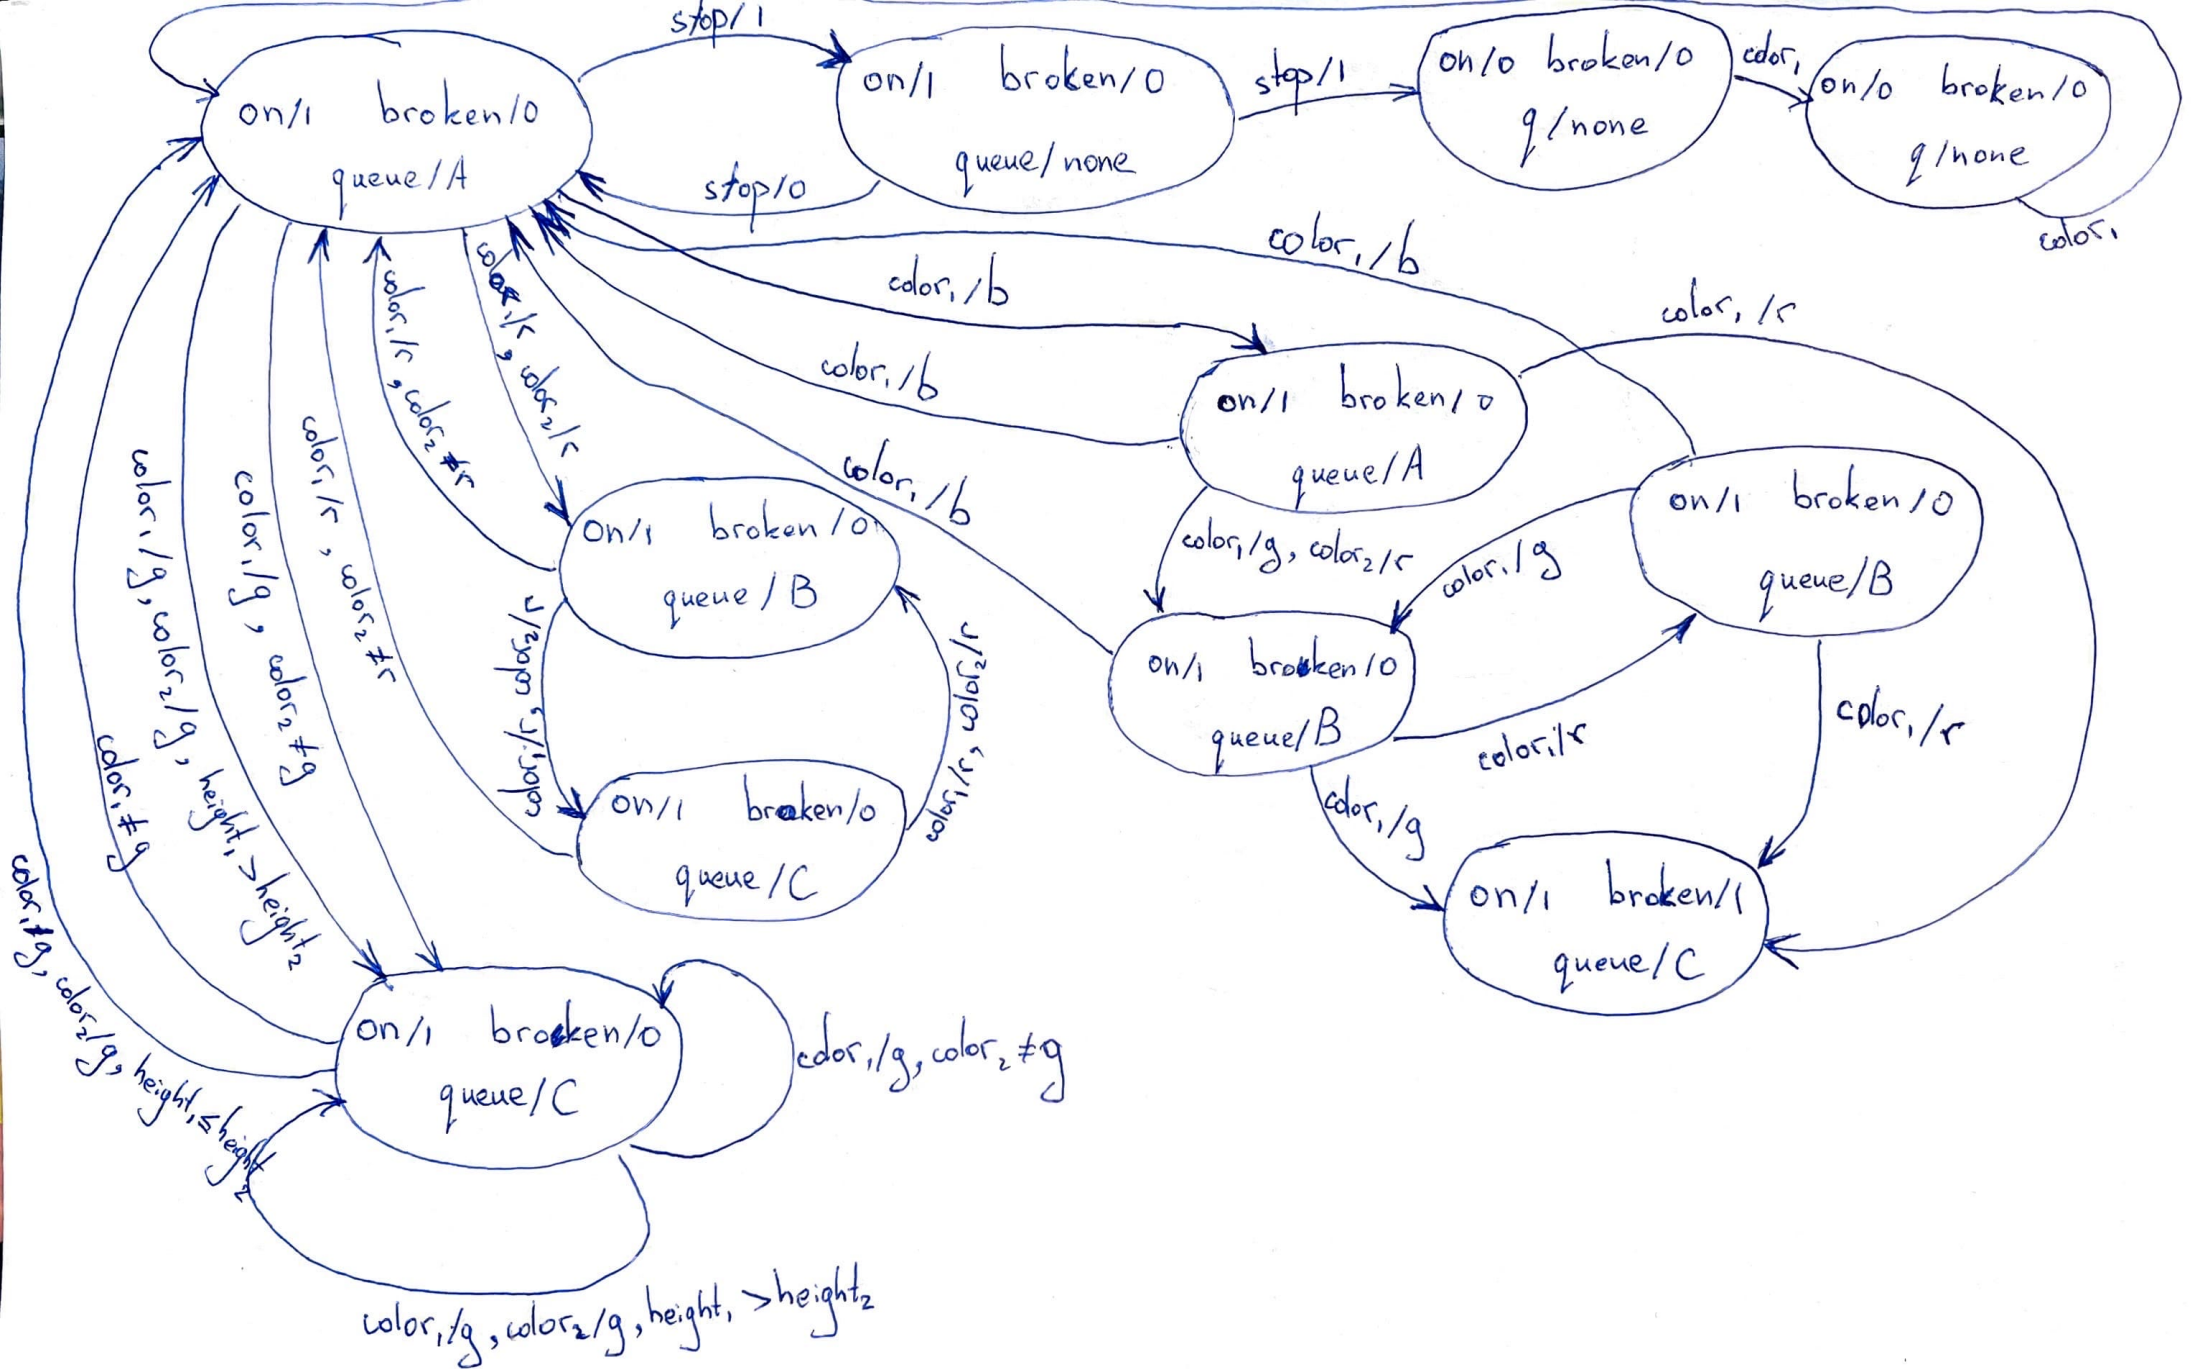 stop/1
on/1 broken/0
queue/A
on/1 broken/0
queue/none
stop/1
on/0 broken/0
q/none
color₁
on/0 broken/0
q/none
color₁
stop/0
color₁/b
color₁/b
color₁/r
color₁/b
on/1 broken/0
queue/A
color₁/b
color₁/r, color₂/r
color₁/r, color₂≠r
on/1 broken/0
queue/B
color₁/g, color₂/r
color₁/g
on/1 broken/0
queue/B
color₁/r, color₂≠r
color₁/g, color₂≠g
color₁/g, color₂/g, height₁>height₂
color₁≠g
color₁/r, color₂/r
color₁/r, color₂/r
on/1 broken/0
queue/B
color₁/r
color₁/r
color₁/g
on/1 broken/0
queue/C
on/1 broken/1
queue/C
color₁≠g, color₂/g, height₁≤height₂
on/1 broken/0
queue/C
color₁/g, color₂≠g
color₁/g, color₂/g, height₁>height₂